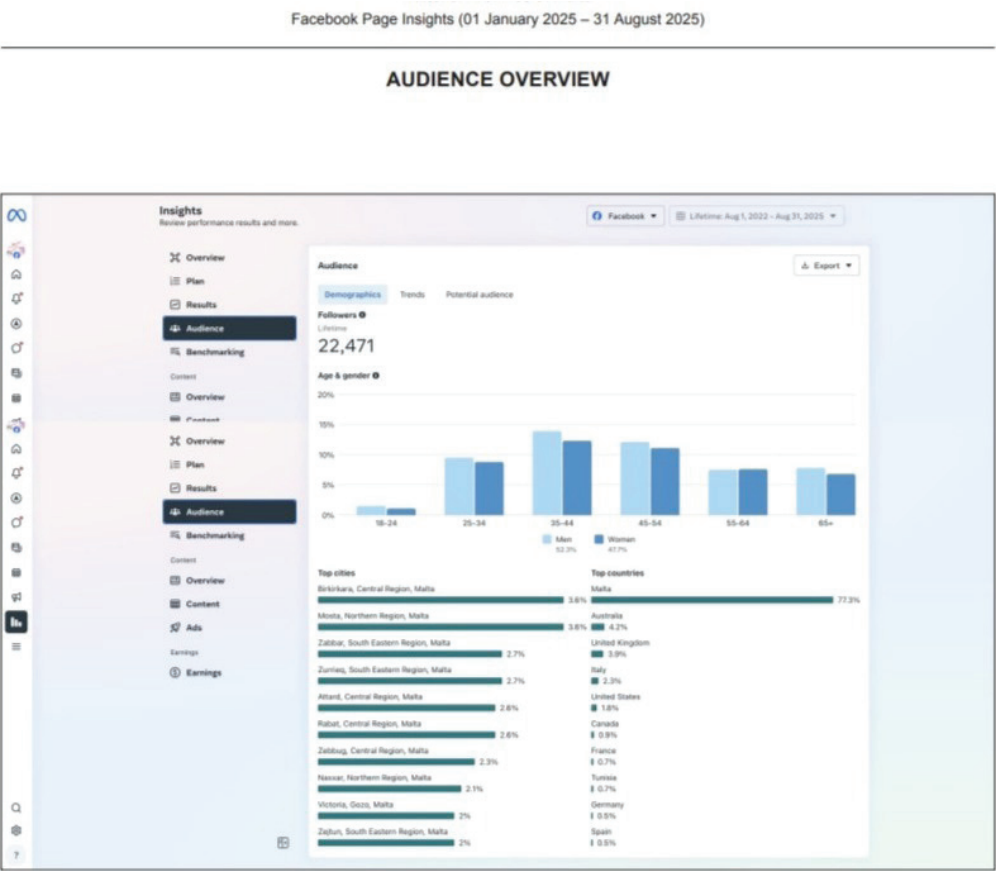 Facebook Page Insights (01 January 2025 – 31 August 2025)
AUDIENCE OVERVIEW
Insights
Review performance results and more.
Facebook
Lifetime: Aug 1, 2022 - Aug 31, 2025
Overview
Plan
Results
Audience
Benchmarking
Content
Overview
Content
Overview
Plan
Results
Audience
Benchmarking
Content
Overview
Content
Ads
Earnings
Earnings
Audience
Export
Demographics Trends Potential audience
Followers
Lifetime
22,471
Age & gender
20%
15%
10%
5%
0%
18-24 25-34 35-44 45-54 55-64 65+
Men Women
52.3% 47.7%
Top cities
Birkirkara, Central Region, Malta
3.6%
Mosta, Northern Region, Malta
3.6%
Zabbar, South Eastern Region, Malta
2.7%
Zurrieq, South Eastern Region, Malta
2.7%
Attard, Central Region, Malta
2.6%
Rabat, Central Region, Malta
2.6%
Zebbug, Central Region, Malta
2.3%
Naxxar, Northern Region, Malta
2.1%
Victoria, Gozo, Malta
2%
Zejtun, South Eastern Region, Malta
2%
Top countries
Malta
77.3%
Australia
4.2%
United Kingdom
3.9%
Italy
2.3%
United States
1.8%
Canada
0.9%
France
0.7%
Tunisia
0.7%
Germany
0.5%
Spain
0.5%
?